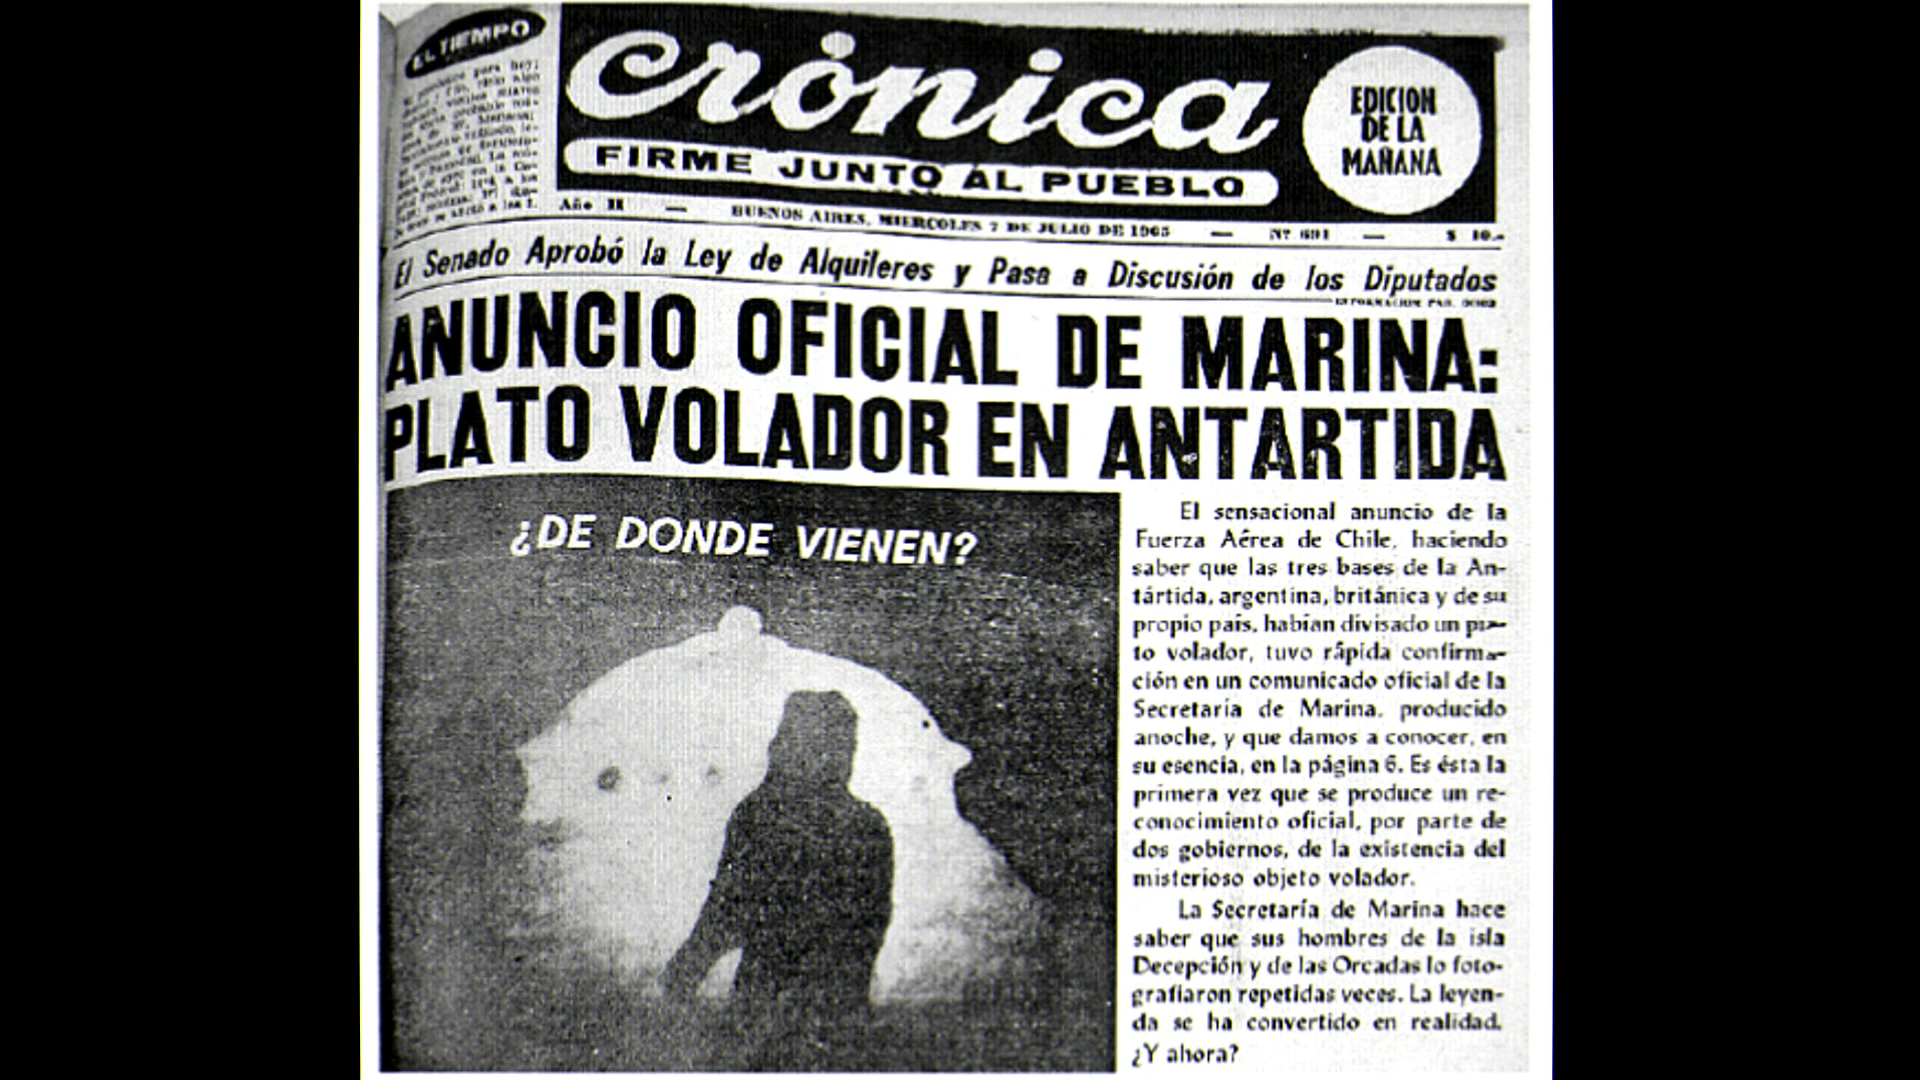 EL TIEMPO
crónica
FIRME JUNTO AL PUEBLO
EDICION
DE LA
MAÑANA
Año II — BUENOS AIRES, MIERCOLES 7 DE JULIO DE 1965 — Nº 691 — $ 10.-
El Senado Aprobó la Ley de Alquileres y Pasa a Discusión de los Diputados
ANUNCIO OFICIAL DE MARINA:
PLATO VOLADOR EN ANTARTIDA
¿DE DONDE VIENEN?
El sensacional anuncio de la
Fuerza Aérea de Chile, haciendo
saber que las tres bases de la An-
tártida, argentina, británica y de su
propio país, habían divisado un pla-
to volador, tuvo rápida confirma-
ción en un comunicado oficial de la
Secretaría de Marina, producido
anoche, y que damos a conocer, en
su esencia, en la página 6. Es ésta la
primera vez que se produce un re-
conocimiento oficial, por parte de
dos gobiernos, de la existencia del
misterioso objeto volador.
La Secretaría de Marina hace
saber que sus hombres de la isla
Decepción y de las Orcadas lo foto-
grafiaron repetidas veces. La leyen-
da se ha convertido en realidad.
¿Y ahora?